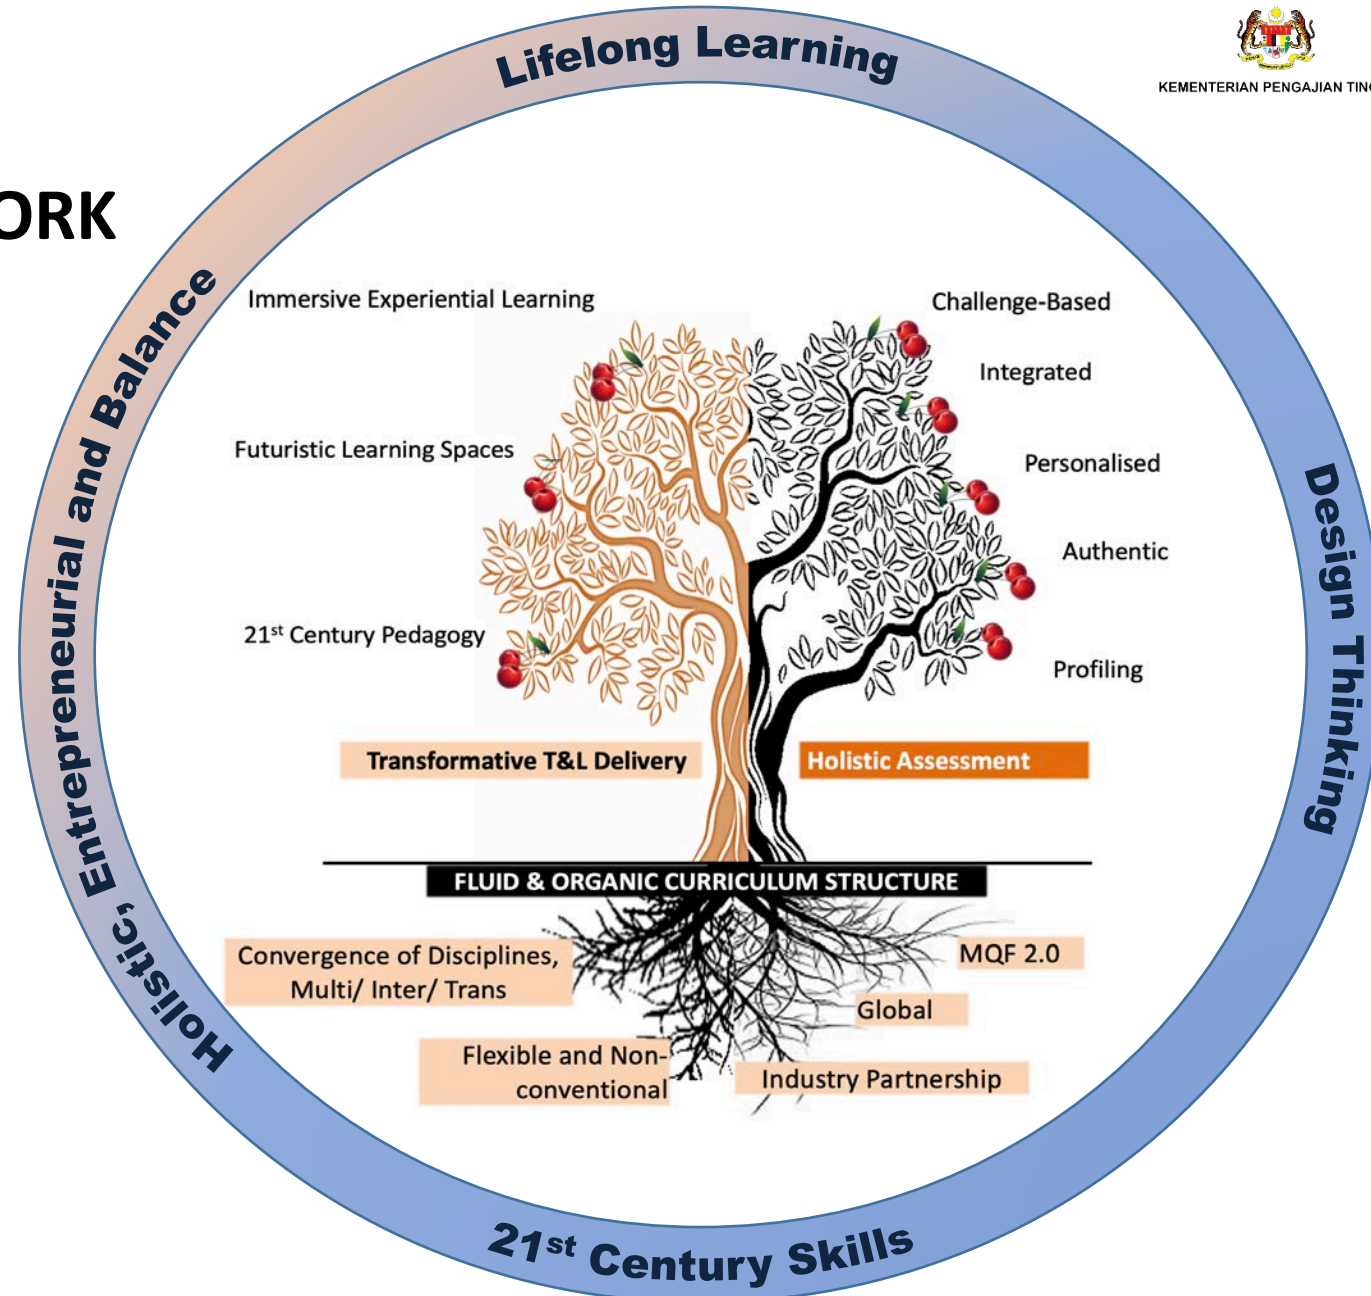 Lifelong Learning
KEMENTERIAN PENGAJIAN TING
ORK
Holistic, Entrepreneurial and Balance
Design Thinking
Immersive Experiential Learning
Futuristic Learning Spaces
21st Century Pedagogy
Challenge-Based
Integrated
Personalised
Authentic
Profiling
Transformative T&L Delivery
Holistic Assessment
FLUID & ORGANIC CURRICULUM STRUCTURE
Convergence of Disciplines,
Multi/ Inter/ Trans
MQF 2.0
Global
Flexible and Non-
conventional
Industry Partnership
21st Century Skills